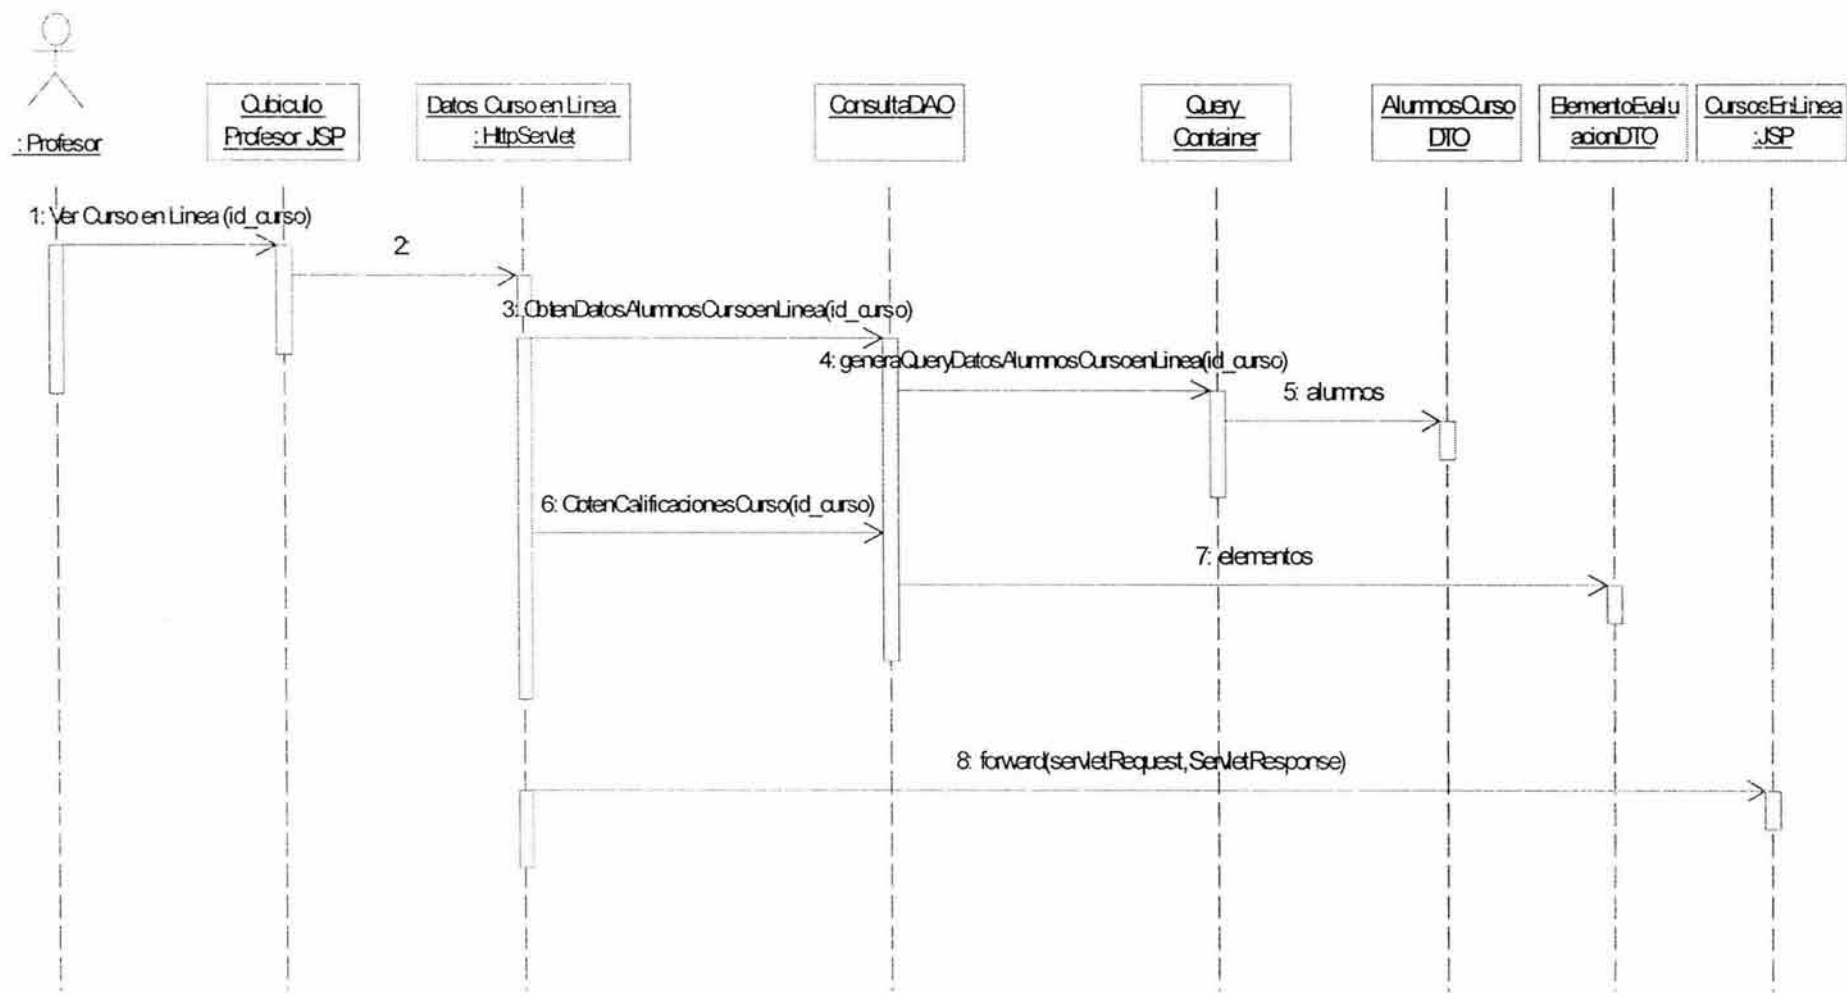 : Profesor
Cubiculo
Profesor JSP
Datos Curso en Linea
: HttpServlet
ConsultaDAO
Query
Container
AlumnosCurso
DTO
ElementoEvalu
acionDTO
CursosEnLinea
:JSP
1: Ver Curso en Linea (id_curso)
2:
3: ObtenDatosAlumnosCursoenLinea(id_curso)
4: generaQueryDatosAlumnosCursoenLinea(id_curso)
5: alumnos
6: ObtenCalificacionesCurso(id_curso)
7: elementos
8: forward(servletRequest,ServletResponse)